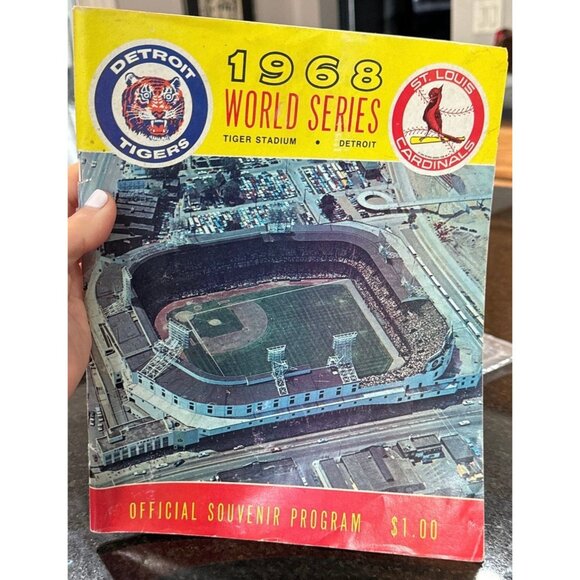 DETROIT
TIGERS
1968
WORLD SERIES
TIGER STADIUM • DETROIT
ST. LOUIS
CARDINALS
OFFICIAL SOUVENIR PROGRAM $1.00